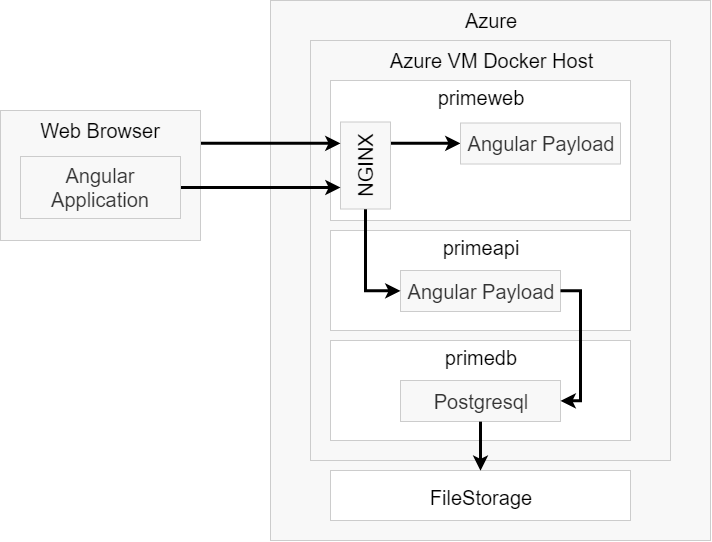 Azure
Azure VM Docker Host
primeweb
Web Browser
Angular
Application
NGINX
Angular Payload
primeapi
Angular Payload
primedb
Postgresql
FileStorage